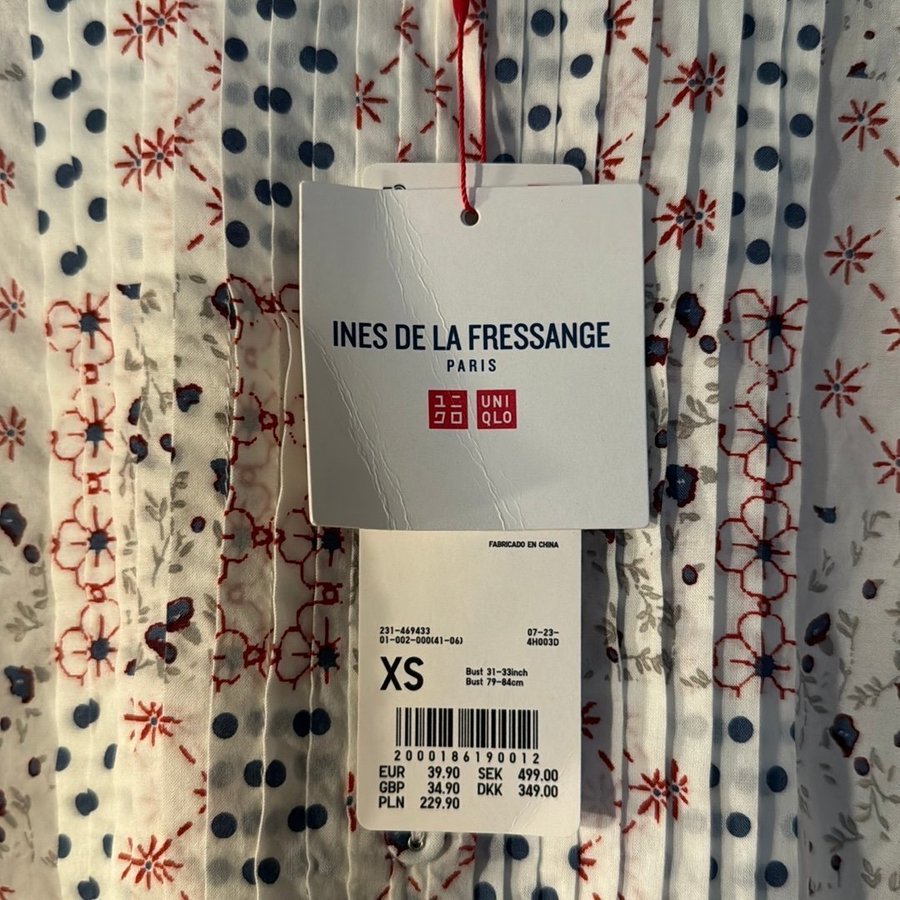 INES DE LA FRESSANGE
PARIS
ユニ
クロ
UNI
QLO
FABRICADO EN CHINA
231-469433
01-002-000(41-06)
07-23-
4H003D
XS
Bust 31-33inch
Bust 79-84cm
2000186190012
EUR 39.90 SEK 499.00
GBP 34.90 DKK 349.00
PLN 229.90